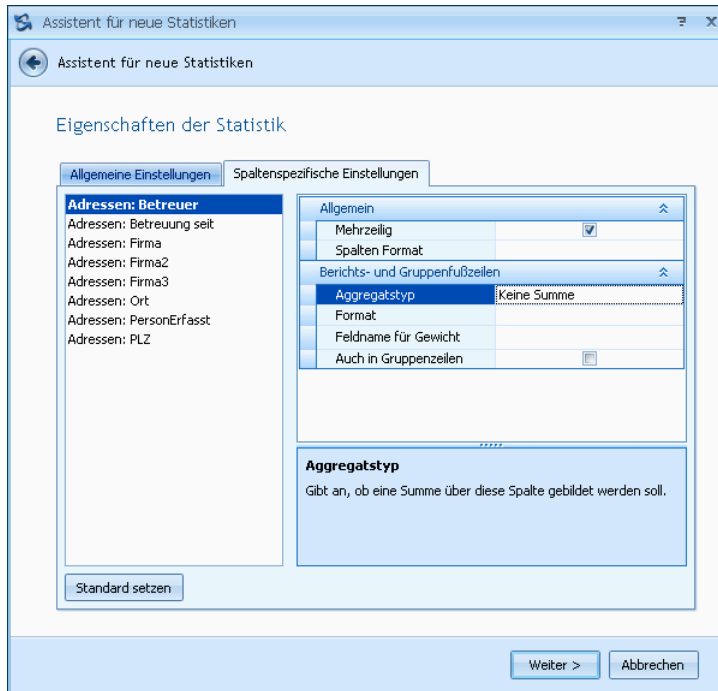 Assistent für neue Statistiken
Assistent für neue Statistiken
Eigenschaften der Statistik
Allgemeine Einstellungen
Spaltenspezifische Einstellungen
Adressen: Betreuer
Adressen: Betreuung seit
Adressen: Firma
Adressen: Firma2
Adressen: Firma3
Adressen: Ort
Adressen: PersonErfasst
Adressen: PLZ
Allgemein
Mehrzeilig
Spalten Format
Berichts- und Gruppenfußzeilen
Aggregatstyp Keine Summe
Format
Feldname für Gewicht
Auch in Gruppenzeilen
Aggregatstyp
Gibt an, ob eine Summe über diese Spalte gebildet werden soll.
Standard setzen
Weiter >
Abbrechen